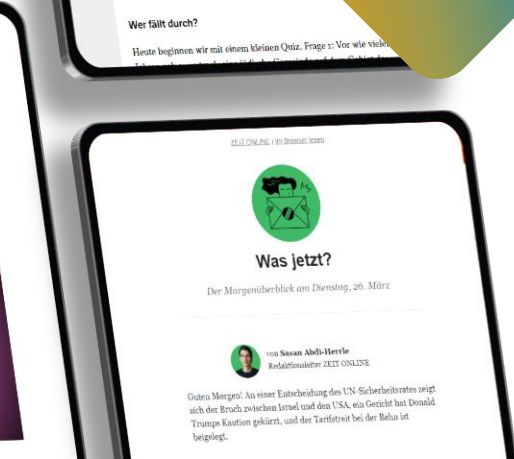 Wer fällt durch?
Heute beginnen wir mit einem kleinen Quiz. Frage 1: Vor wie vielen
ZEIT ONLINE | Im Browser lesen
Was jetzt?
Der Morgenüberblick am Dienstag, 26. März
von Sasan Abdi-Herrle
Redaktionsleiter ZEIT ONLINE
Guten Morgen! An einer Entscheidung des UN-Sicherheitsrates zeigt
sich der Bruch zwischen Israel und den USA, ein Gericht hat Donald
Trumps Kaution gekürzt, und der Tarifstreit bei der Bahn ist
beigelegt.